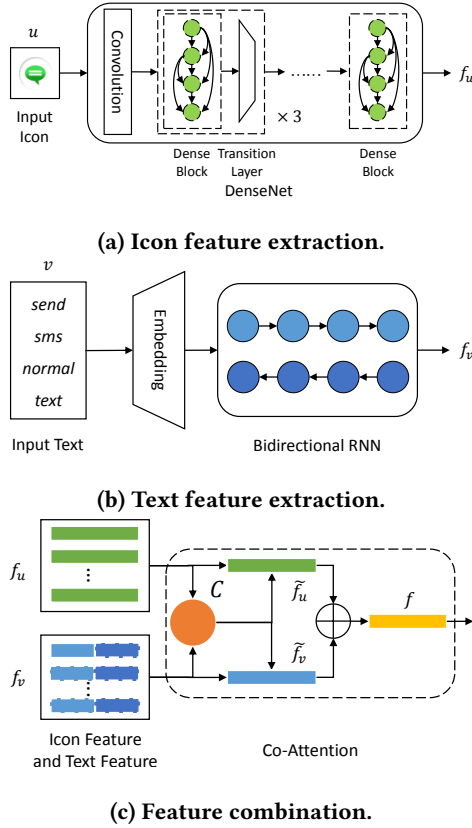 u
Input
Icon
Convolution
× 3
Dense
Block
Transition
Layer
Dense
Block
DenseNet
f_u
(a) Icon feature extraction.
v
send
sms
normal
text
Input Text
Embedding
Bidirectional RNN
f_v
(b) Text feature extraction.
f_u
C
f̃_u
f
f_v
f̃_v
Icon Feature
and Text Feature
Co-Attention
(c) Feature combination.